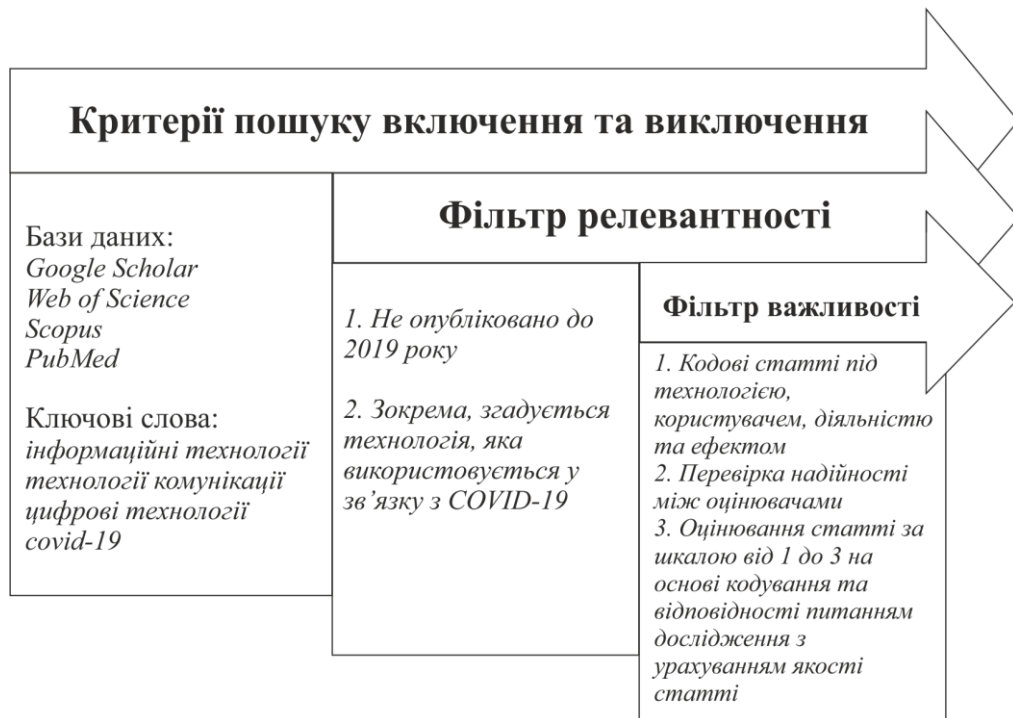 Критерії пошуку включення та виключення
Бази даних:
Google Scholar
Web of Science
Scopus
PubMed
Ключові слова:
інформаційні технології
технології комунікації
цифрові технології
covid-19
Фільтр релевантності
1. Не опубліковано до
2019 року
2. Зокрема, згадується
технологія, яка
використовується у
зв’язку з COVID-19
Фільтр важливості
1. Кодові статті під
технологією,
користувачем, діяльністю
та ефектом
2. Перевірка надійності
між оцінювачами
3. Оцінювання статті за
шкалою від 1 до 3 на
основі кодування та
відповідності питанням
дослідження з
урахуванням якості
статті